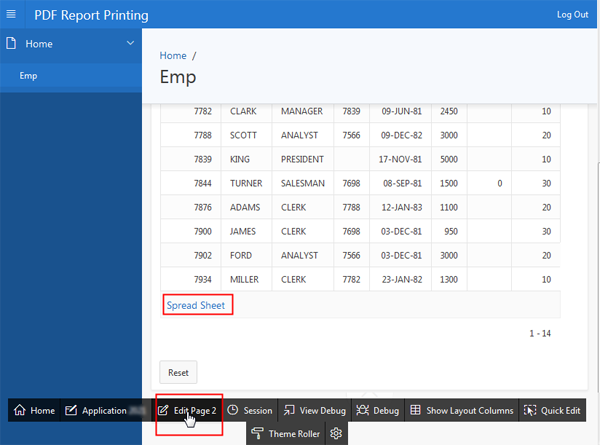 PDF Report Printing Log Out
Home
Emp
Home /
Emp
7782 CLARK MANAGER 7839 09-JUN-81 2450 10
7788 SCOTT ANALYST 7566 09-DEC-82 3000 20
7839 KING PRESIDENT 17-NOV-81 5000 10
7844 TURNER SALESMAN 7698 08-SEP-81 1500 0 30
7876 ADAMS CLERK 7788 12-JAN-83 1100 20
7900 JAMES CLERK 7698 03-DEC-81 950 30
7902 FORD ANALYST 7566 03-DEC-81 3000 20
7934 MILLER CLERK 7782 23-JAN-82 1300 10
Spread Sheet
1 - 14
Reset
Home Application Edit Page 2 Session View Debug Debug Show Layout Columns Quick Edit
Theme Roller